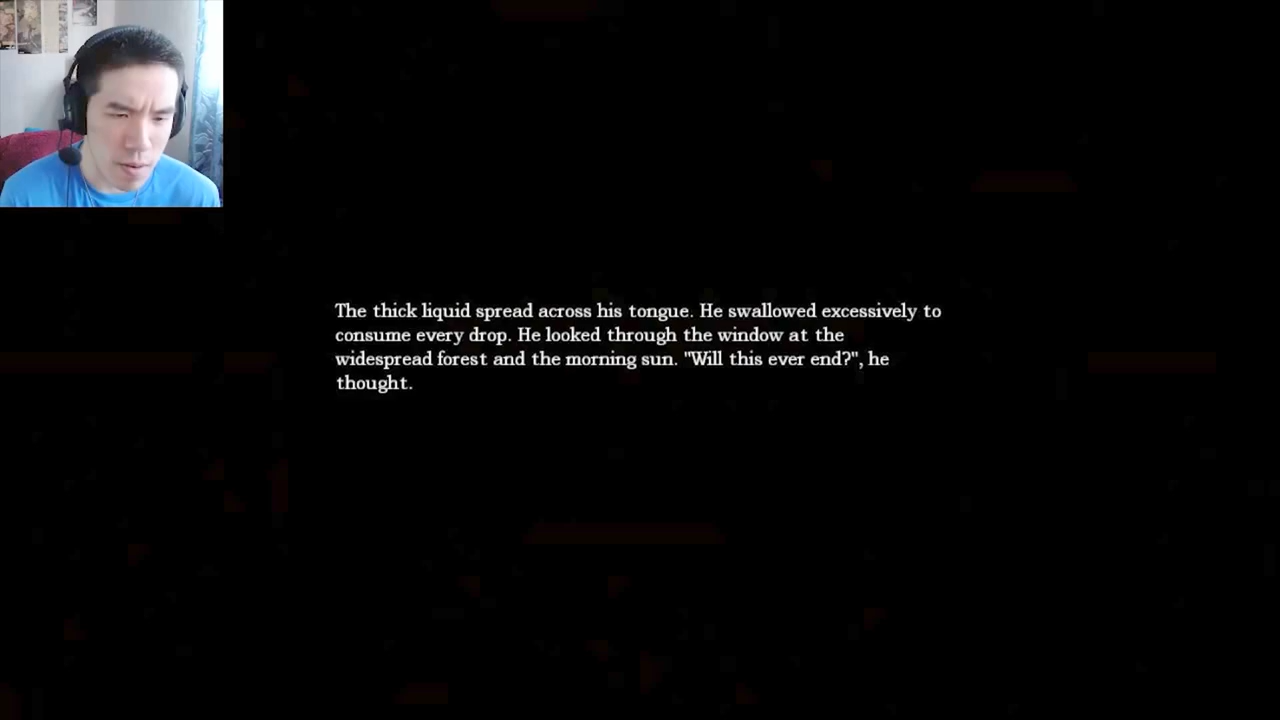 The thick liquid spread across his tongue. He swallowed excessively to
consume every drop. He looked through the window at the
widespread forest and the morning sun. "Will this ever end?", he
thought.